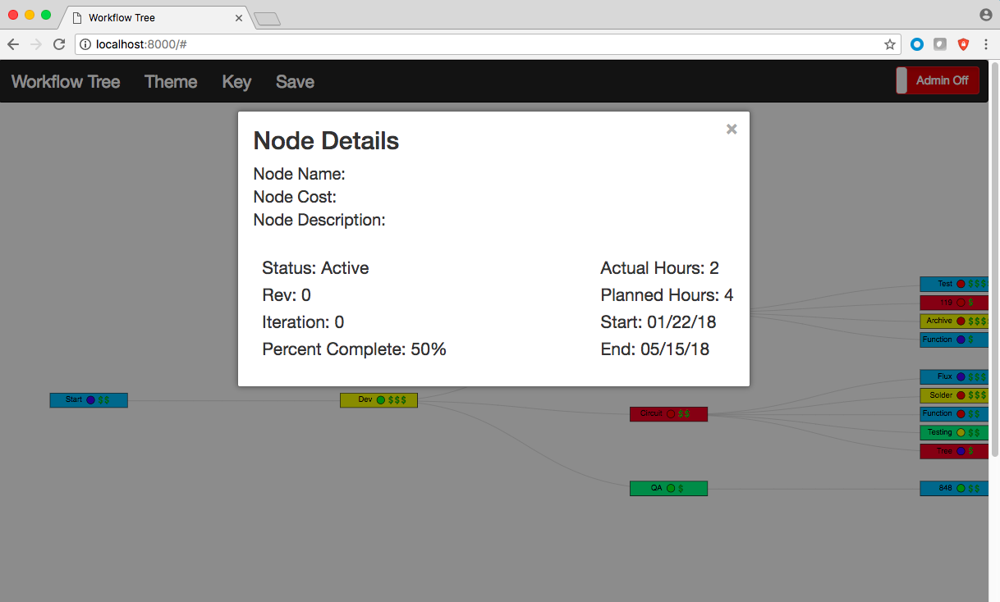 Workflow Tree
localhost:8000/#
Workflow Tree Theme Key Save Admin Off
Node Details
Node Name:
Node Cost:
Node Description:
Status: Active Actual Hours: 2
Rev: 0 Planned Hours: 4
Iteration: 0 Start: 01/22/18
Percent Complete: 50% End: 05/15/18
Test $$$
119 $
Archive $$$
Function $
Flux $$$
Start $$
Dev $$$
Solder $$$
Circuit $$
Function $$
Testing $$
Tree $
QA $
848 $$